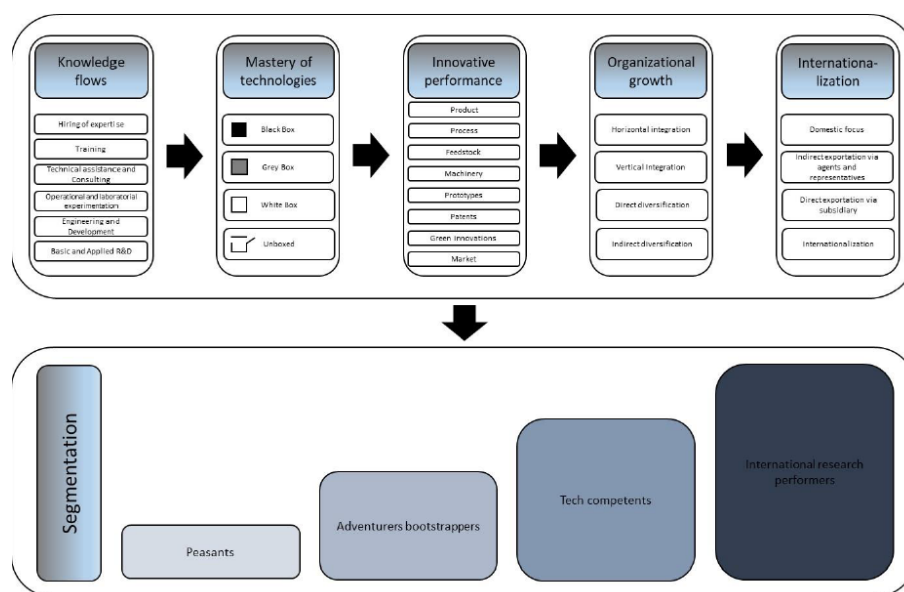 Knowledge
flows
Hiring of expertise
Training
Technical assistance and
Consulting
Operational and laboratorial
experimentation
Engineering and
Development
Basic and Applied R&D
Mastery of
technologies
Black Box
Grey Box
White Box
Unboxed
Innovative
performance
Product
Process
Feedstock
Machinery
Prototypes
Patents
Green Innovations
Market
Organizational
growth
Horizontal integration
Vertical Integration
Direct diversification
Indirect diversification
Internationa-
lization
Domestic focus
Indirect exportation via
agents and
representatives
Direct exportation via
subsidiary
Internationalization
Segmentation
Peasants
Adventurers bootstrappers
Tech competents
International research
performers